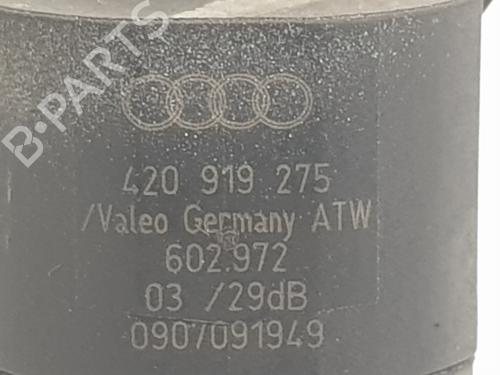 B-PARTS
420 919 275
/Valeo Germany ATW
602.972
03 /29dB
0907091949